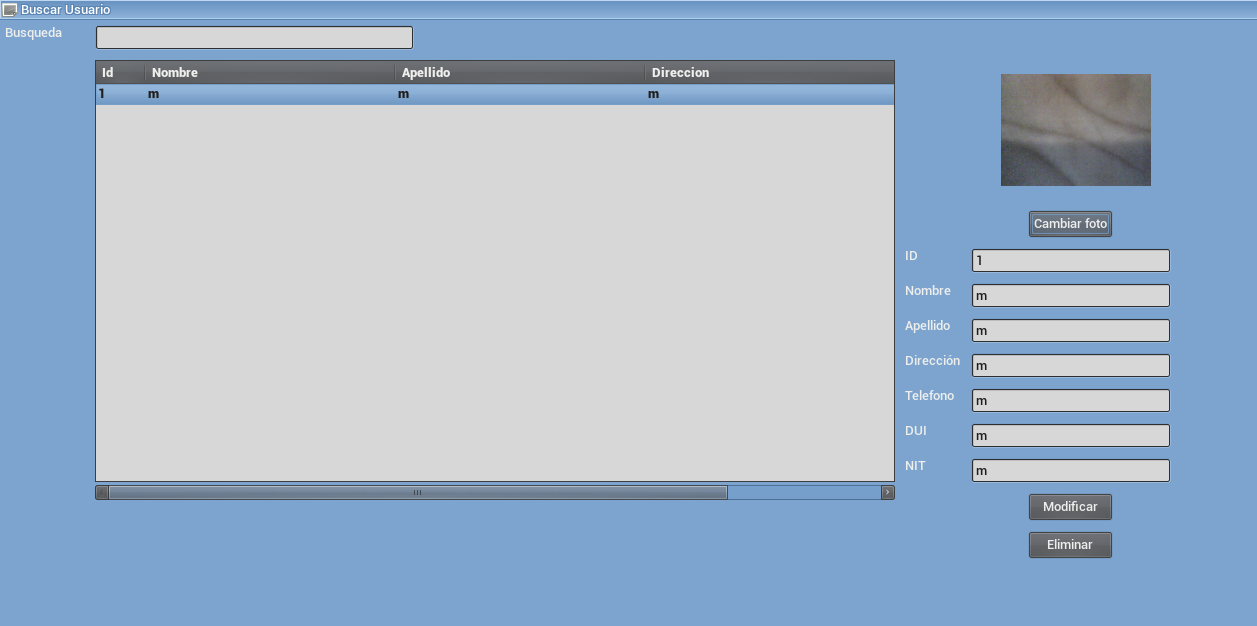 Buscar Usuario
Busqueda
Id Nombre Apellido Direccion
1 m m m
Cambiar foto
ID 1
Nombre m
Apellido m
Dirección m
Telefono m
DUI m
NIT m
Modificar
Eliminar